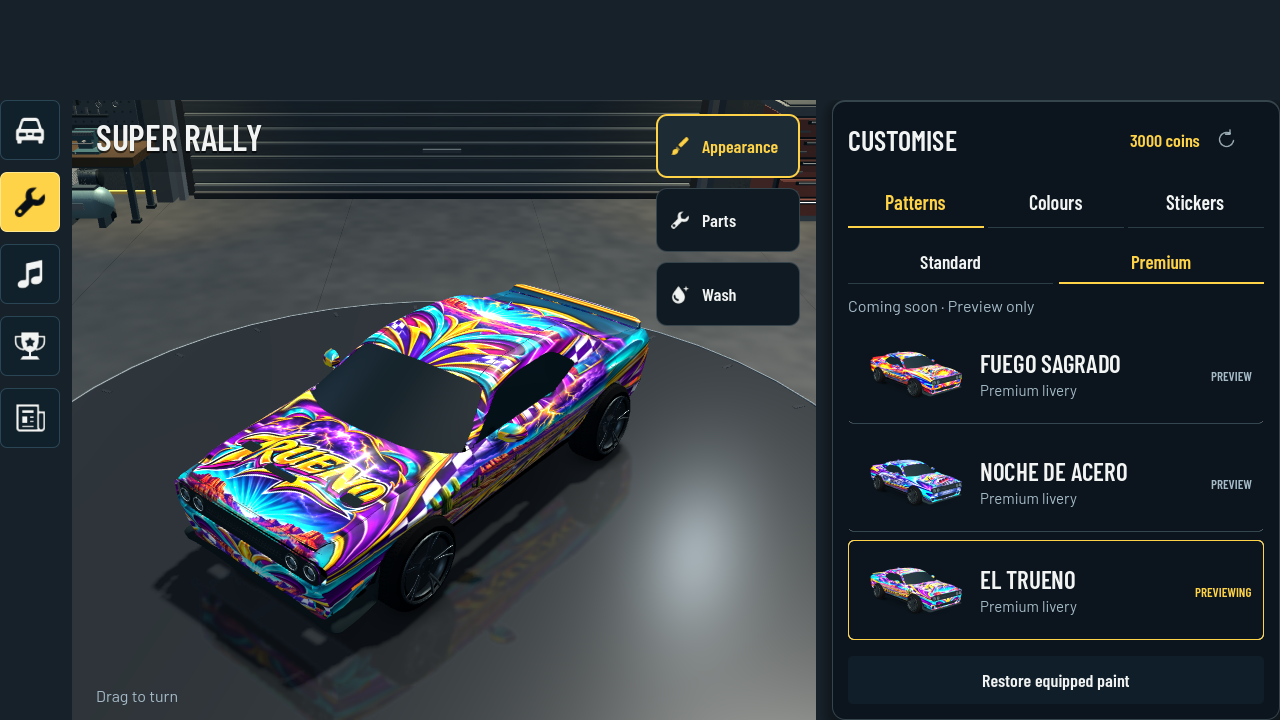 SUPER RALLY
Appearance
Parts
Wash
TRUENO
Drag to turn
CUSTOMISE
3000 coins
Patterns
Colours
Stickers
Standard
Premium
Coming soon · Preview only
FUEGO SAGRADO
Premium livery
PREVIEW
NOCHE DE ACERO
Premium livery
PREVIEW
EL TRUENO
Premium livery
PREVIEWING
Restore equipped paint